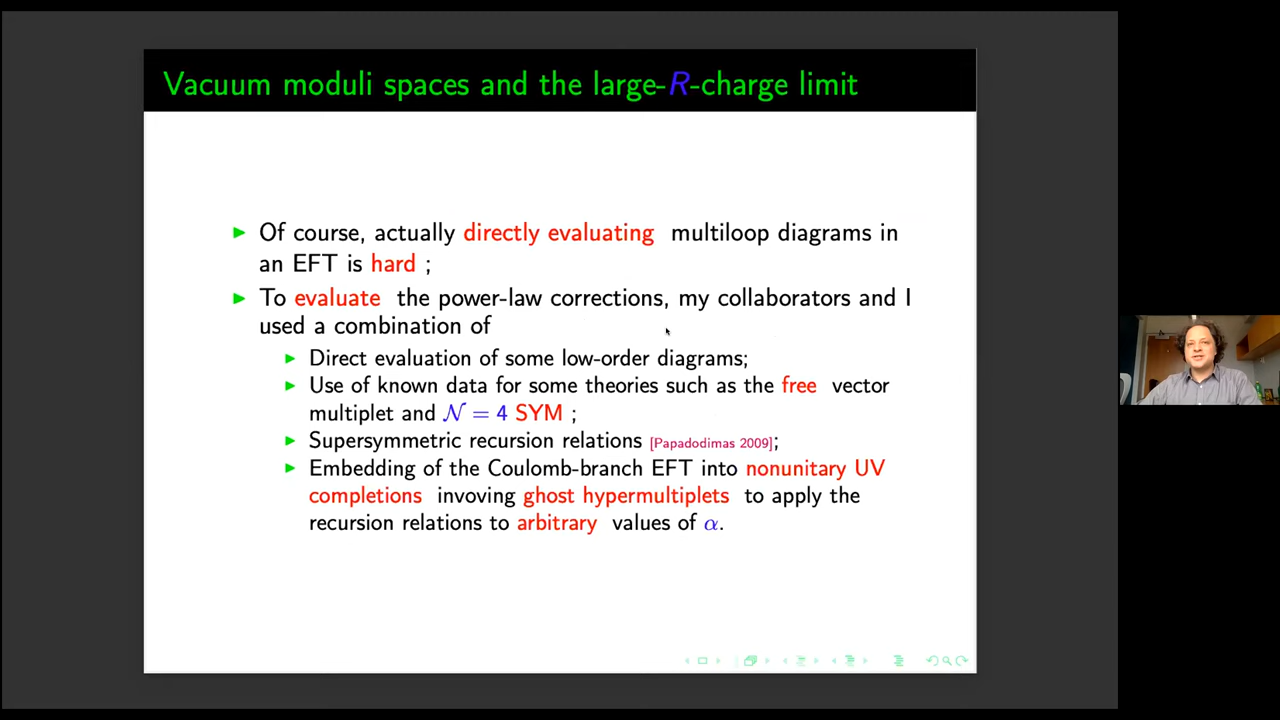 Vacuum moduli spaces and the large-R-charge limit
Of course, actually directly evaluating multiloop diagrams in
an EFT is hard ;
To evaluate the power-law corrections, my collaborators and I
used a combination of
Direct evaluation of some low-order diagrams;
Use of known data for some theories such as the free vector
multiplet and 𝒩 = 4 SYM ;
Supersymmetric recursion relations [Papadodimas 2009];
Embedding of the Coulomb-branch EFT into nonunitary UV
completions invoving ghost hypermultiplets to apply the
recursion relations to arbitrary values of α.